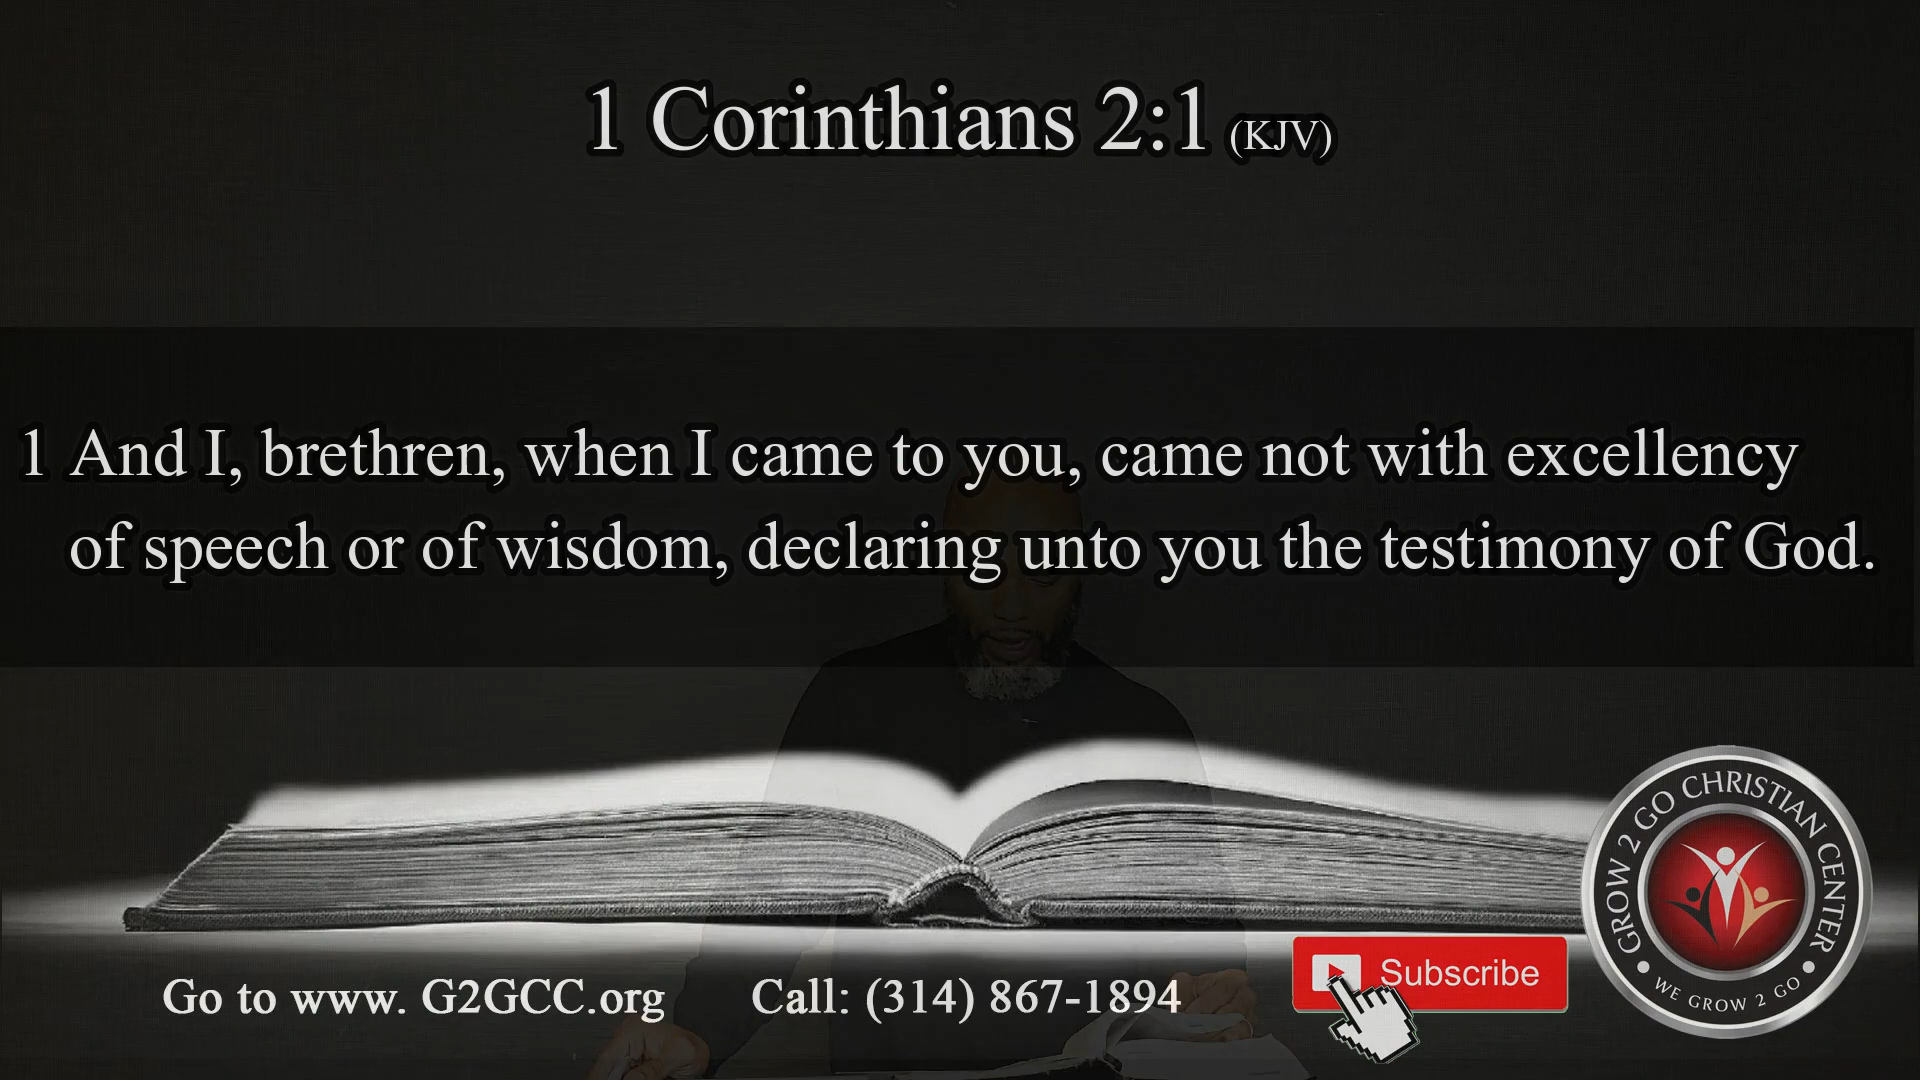 1 Corinthians 2:1 (KJV)
1 And I, brethren, when I came to you, came not with excellency
of speech or of wisdom, declaring unto you the testimony of God.
Go to www. G2GCC.org
Call: (314) 867-1894
Subscribe
GROW 2 GO CHRISTIAN CENTER
WE GROW 2 GO